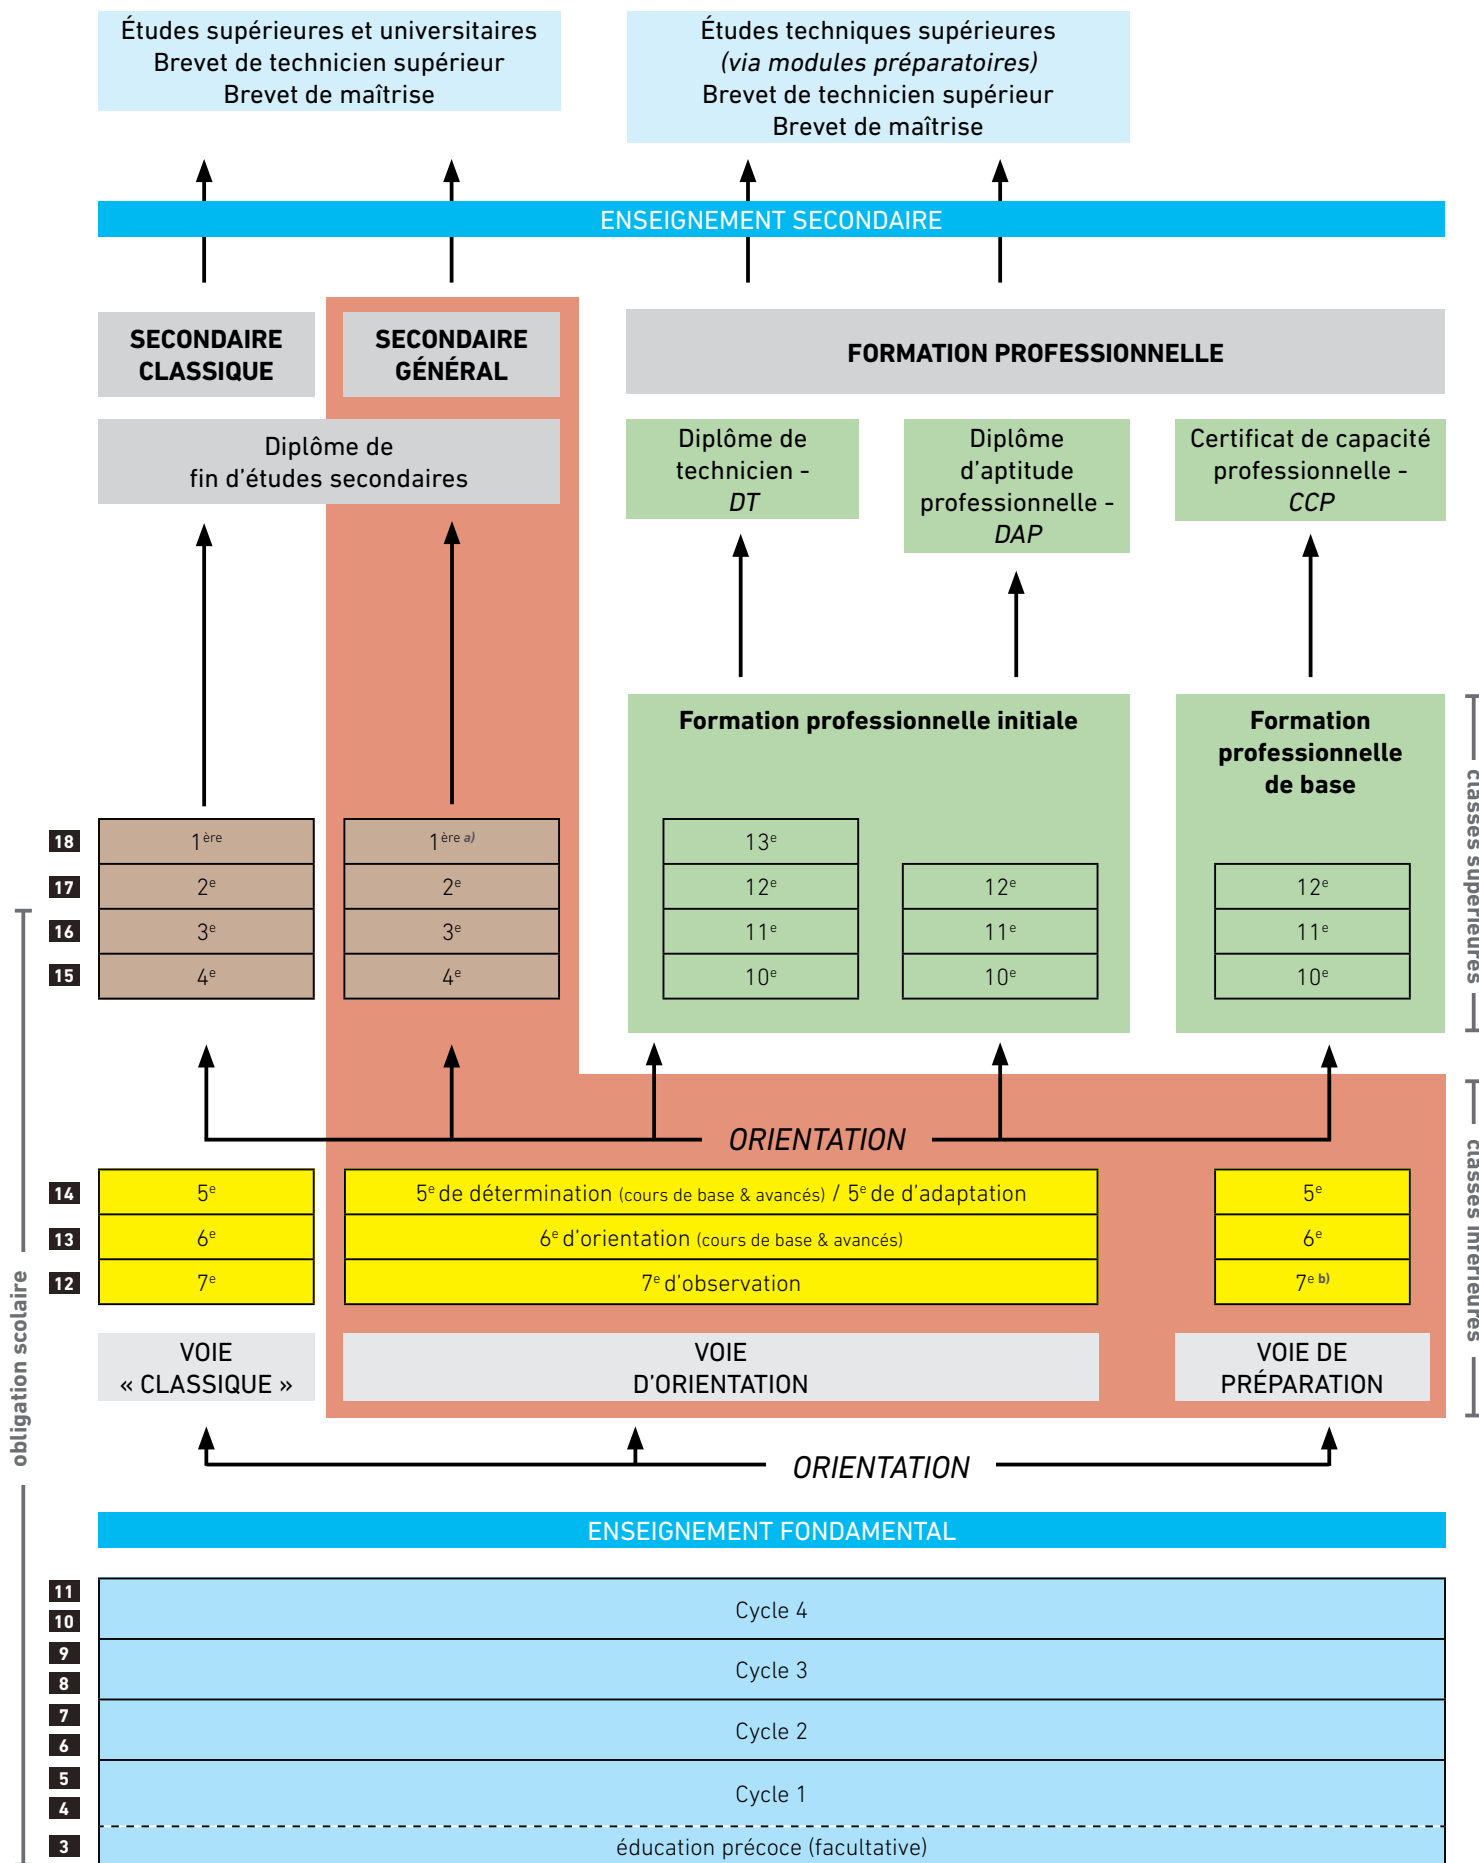 Études supérieures et universitaires
Brevet de technicien supérieur
Brevet de maîtrise
Études techniques supérieures
(via modules préparatoires)
Brevet de technicien supérieur
Brevet de maîtrise
ENSEIGNEMENT SECONDAIRE
SECONDAIRE
CLASSIQUE
SECONDAIRE
GÉNÉRAL
FORMATION PROFESSIONNELLE
Diplôme de
fin d'études secondaires
Diplôme de
technicien -
DT
Diplôme
d'aptitude
professionnelle -
DAP
Certificat de capacité
professionnelle -
CCP
Formation professionnelle initiale
Formation
professionnelle
de base
classes supérieures
18
1ère
1ère a)
13e
17
2e
2e
12e
12e
12e
16
3e
3e
11e
11e
11e
15
4e
4e
10e
10e
10e
ORIENTATION
classes inférieures
14
5e
5e de détermination (cours de base & avancés) / 5e de d'adaptation
5e
13
6e
6e d'orientation (cours de base & avancés)
6e
12
7e
7e d'observation
7e b)
VOIE
« CLASSIQUE »
VOIE
D'ORIENTATION
VOIE DE
PRÉPARATION
obligation scolaire
ORIENTATION
ENSEIGNEMENT FONDAMENTAL
11
10
Cycle 4
9
8
Cycle 3
7
6
Cycle 2
5
4
Cycle 1
3
éducation précoce (facultative)